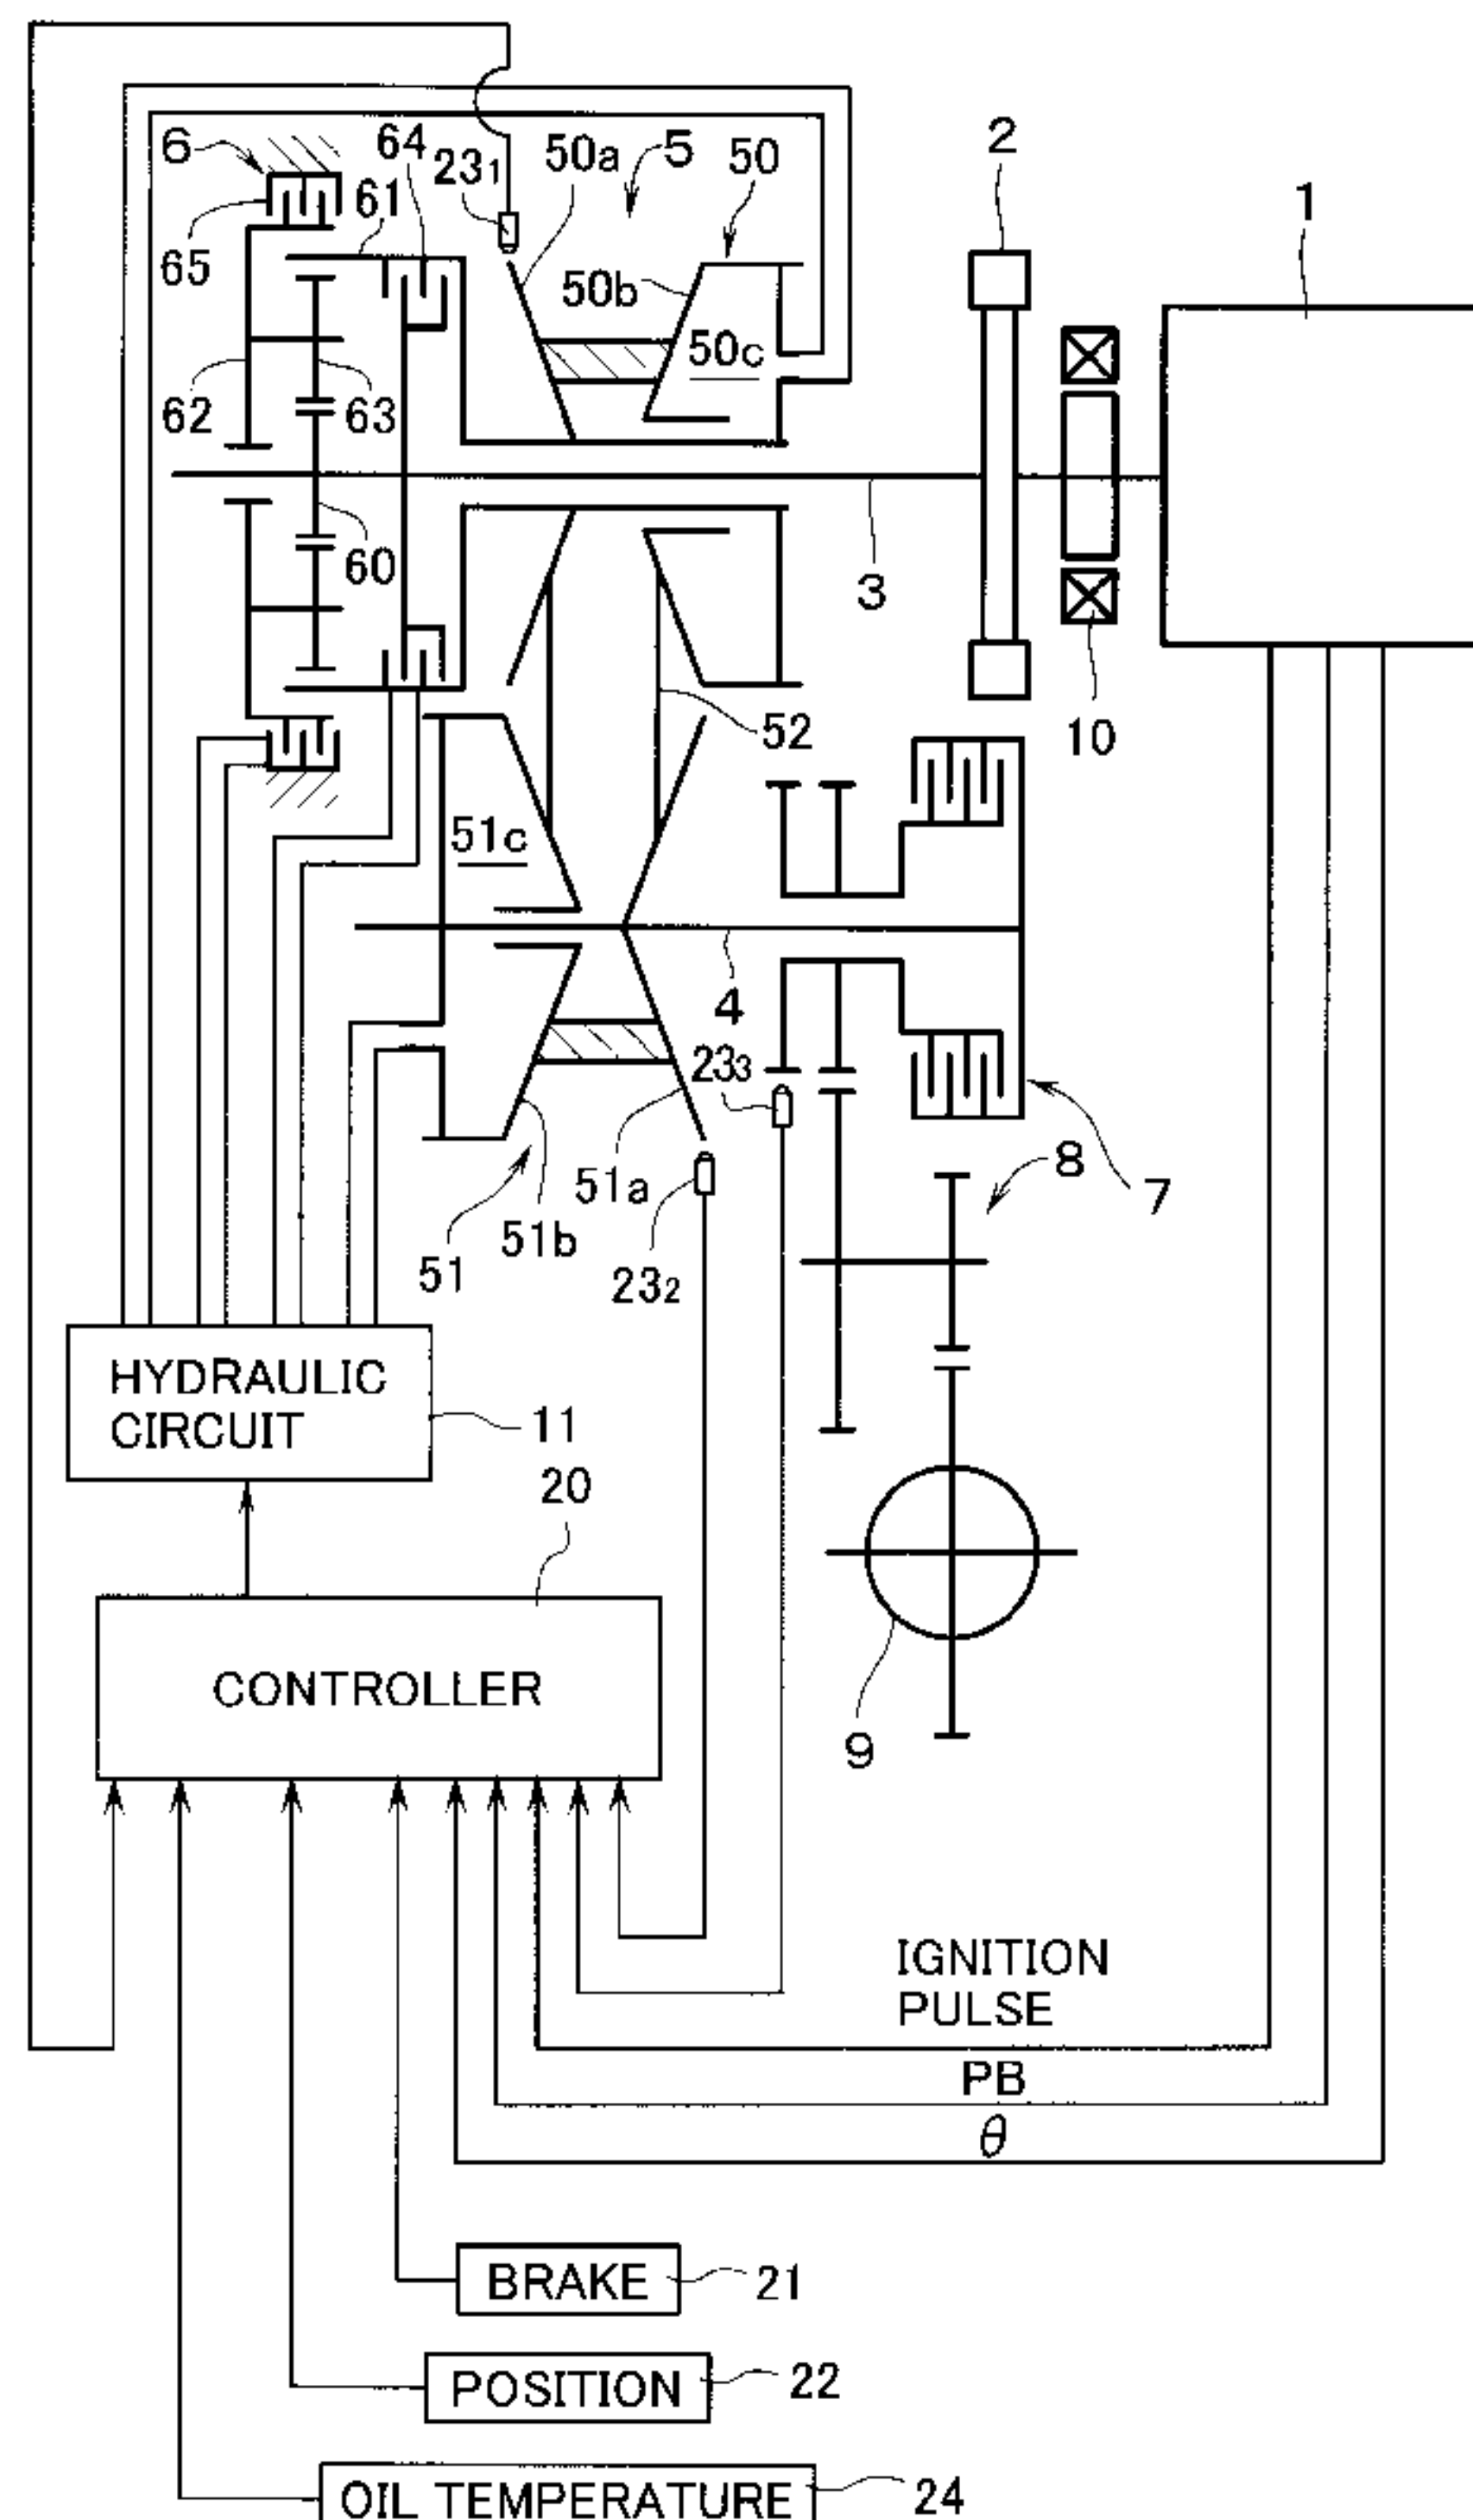 2
1
6
64
23₁
50a
5
50
61
65
50b
50c
62
63
60
3
52
10
51c
4
23₃
8
51a
7
51b
51
23₂
HYDRAULIC
CIRCUIT
11
20
CONTROLLER
9
IGNITION
PULSE
PB
θ
BRAKE
21
POSITION
22
OIL TEMPERATURE
24